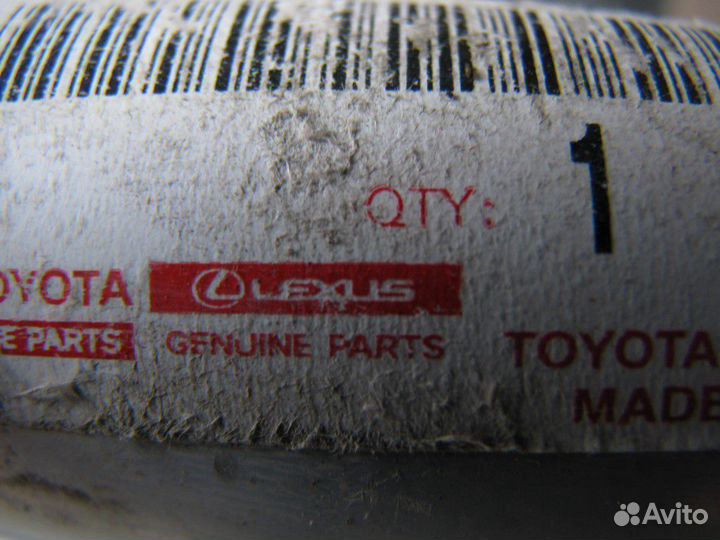 QTY: 1
OYOTA LEXUS
E PARTS GENUINE PARTS TOYOTA
MADE
Avito